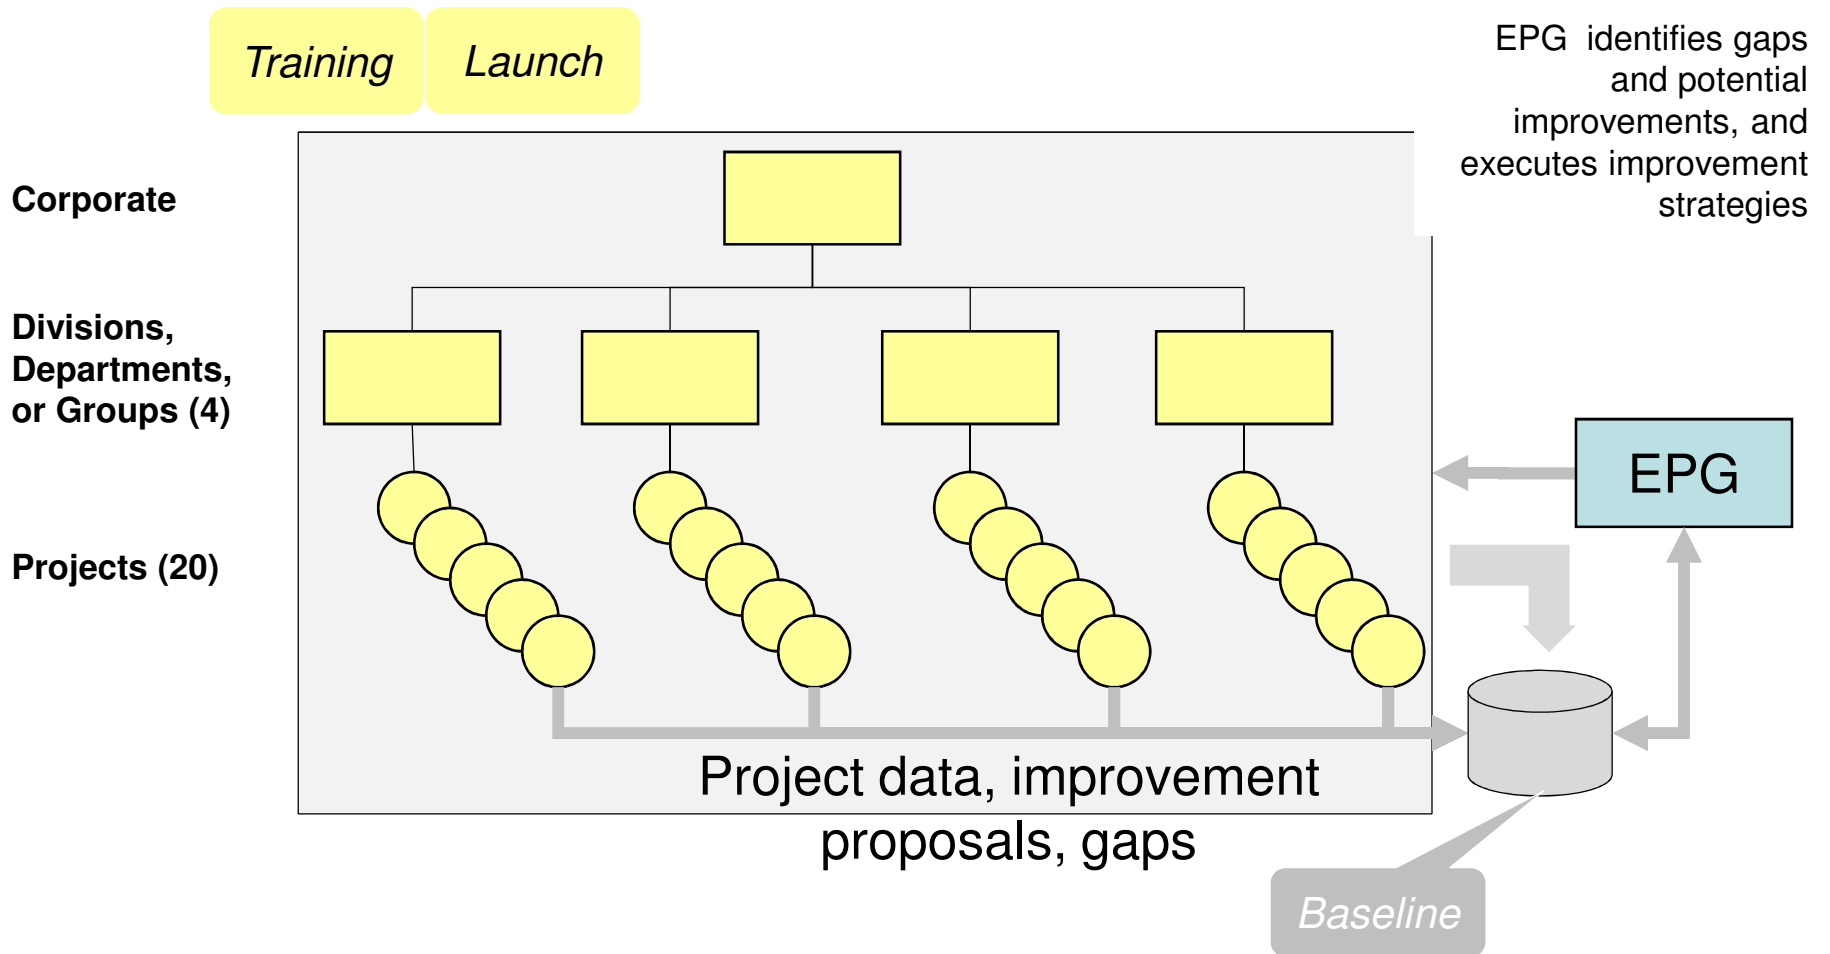 Training
Launch
EPG identifies gaps
and potential
improvements, and
executes improvement
strategies
Corporate
Divisions,
Departments,
or Groups (4)
EPG
Projects (20)
Project data, improvement
proposals, gaps
Baseline